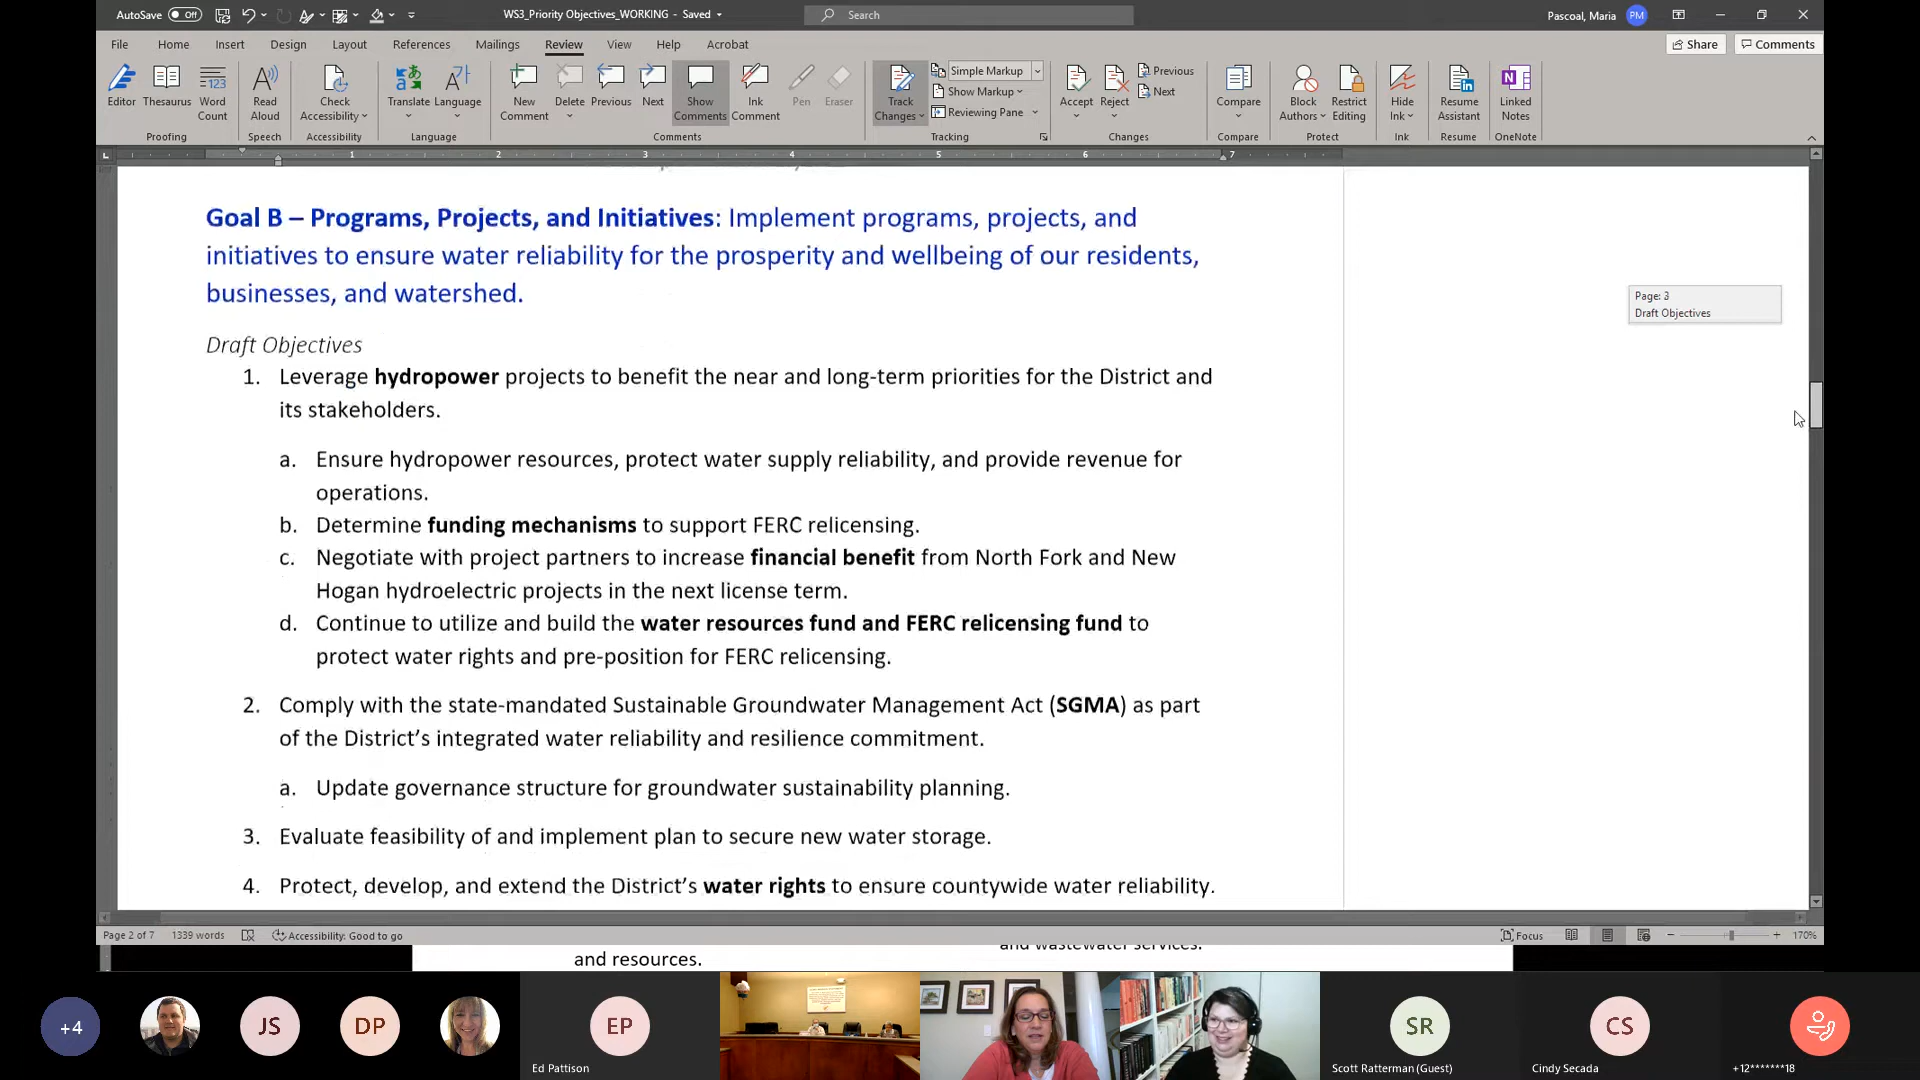 AutoSave Off
WS3_Priority Objectives_WORKING - Saved
Search
Pascoal, Maria
PM
File Home Insert Design Layout References Mailings Review View Help Acrobat
Share Comments
Editor Thesaurus Word Count
Read Aloud
Check Accessibility
Translate Language
New Comment Delete Previous Next Show Comments Ink Comment Pen Eraser
Track Changes
Simple Markup
Show Markup
Reviewing Pane
Accept Reject
Previous
Next
Compare
Block Authors Restrict Editing
Hide Ink
Resume Assistant
Linked Notes
Proofing Speech Accessibility Language Comments Tracking Changes Compare Protect Ink Resume OneNote
1 2 3 4 5 6 7
Goal B – Programs, Projects, and Initiatives: Implement programs, projects, and
initiatives to ensure water reliability for the prosperity and wellbeing of our residents,
businesses, and watershed.
Page: 3
Draft Objectives
Draft Objectives
1. Leverage hydropower projects to benefit the near and long-term priorities for the District and
its stakeholders.
a. Ensure hydropower resources, protect water supply reliability, and provide revenue for
operations.
b. Determine funding mechanisms to support FERC relicensing.
c. Negotiate with project partners to increase financial benefit from North Fork and New
Hogan hydroelectric projects in the next license term.
d. Continue to utilize and build the water resources fund and FERC relicensing fund to
protect water rights and pre-position for FERC relicensing.
2. Comply with the state-mandated Sustainable Groundwater Management Act (SGMA) as part
of the District's integrated water reliability and resilience commitment.
a. Update governance structure for groundwater sustainability planning.
3. Evaluate feasibility of and implement plan to secure new water storage.
4. Protect, develop, and extend the District's water rights to ensure countywide water reliability.
Page 2 of 7 1339 words Accessibility: Good to go
Focus 170%
and wastewater services.
and resources.
+4
JS
DP
EP
Ed Pattison
SR
Scott Ratterman (Guest)
CS
Cindy Secada
+12*******18